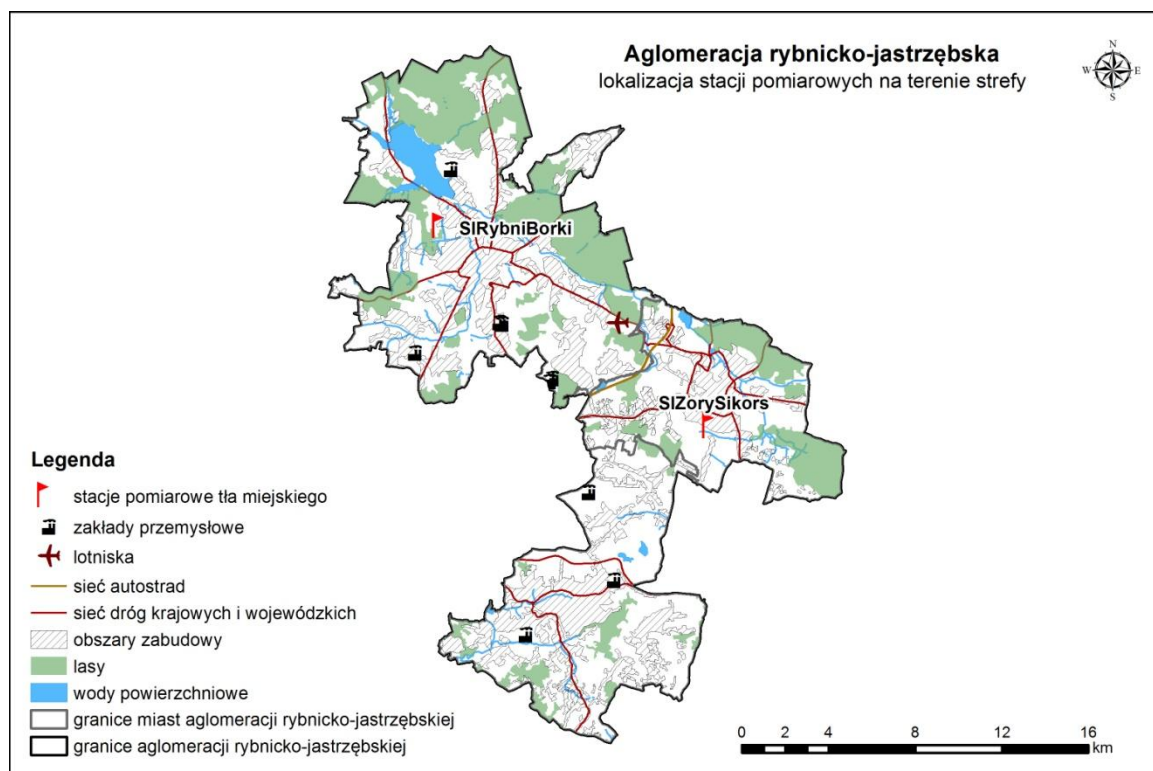 Aglomeracja rybnicko-jastrzębska
lokalizacja stacji pomiarowych na terenie strefy
N
W E
S
SlRybniBorki
SlZorySikors
Legenda
stacje pomiarowe tła miejskiego
zakłady przemysłowe
lotniska
sieć autostrad
sieć dróg krajowych i wojewódzkich
obszary zabudowy
lasy
wody powierzchniowe
granice miast aglomeracji rybnicko-jastrzębskiej
granice aglomeracji rybnicko-jastrzębskiej
0 2 4 8 12 16
km